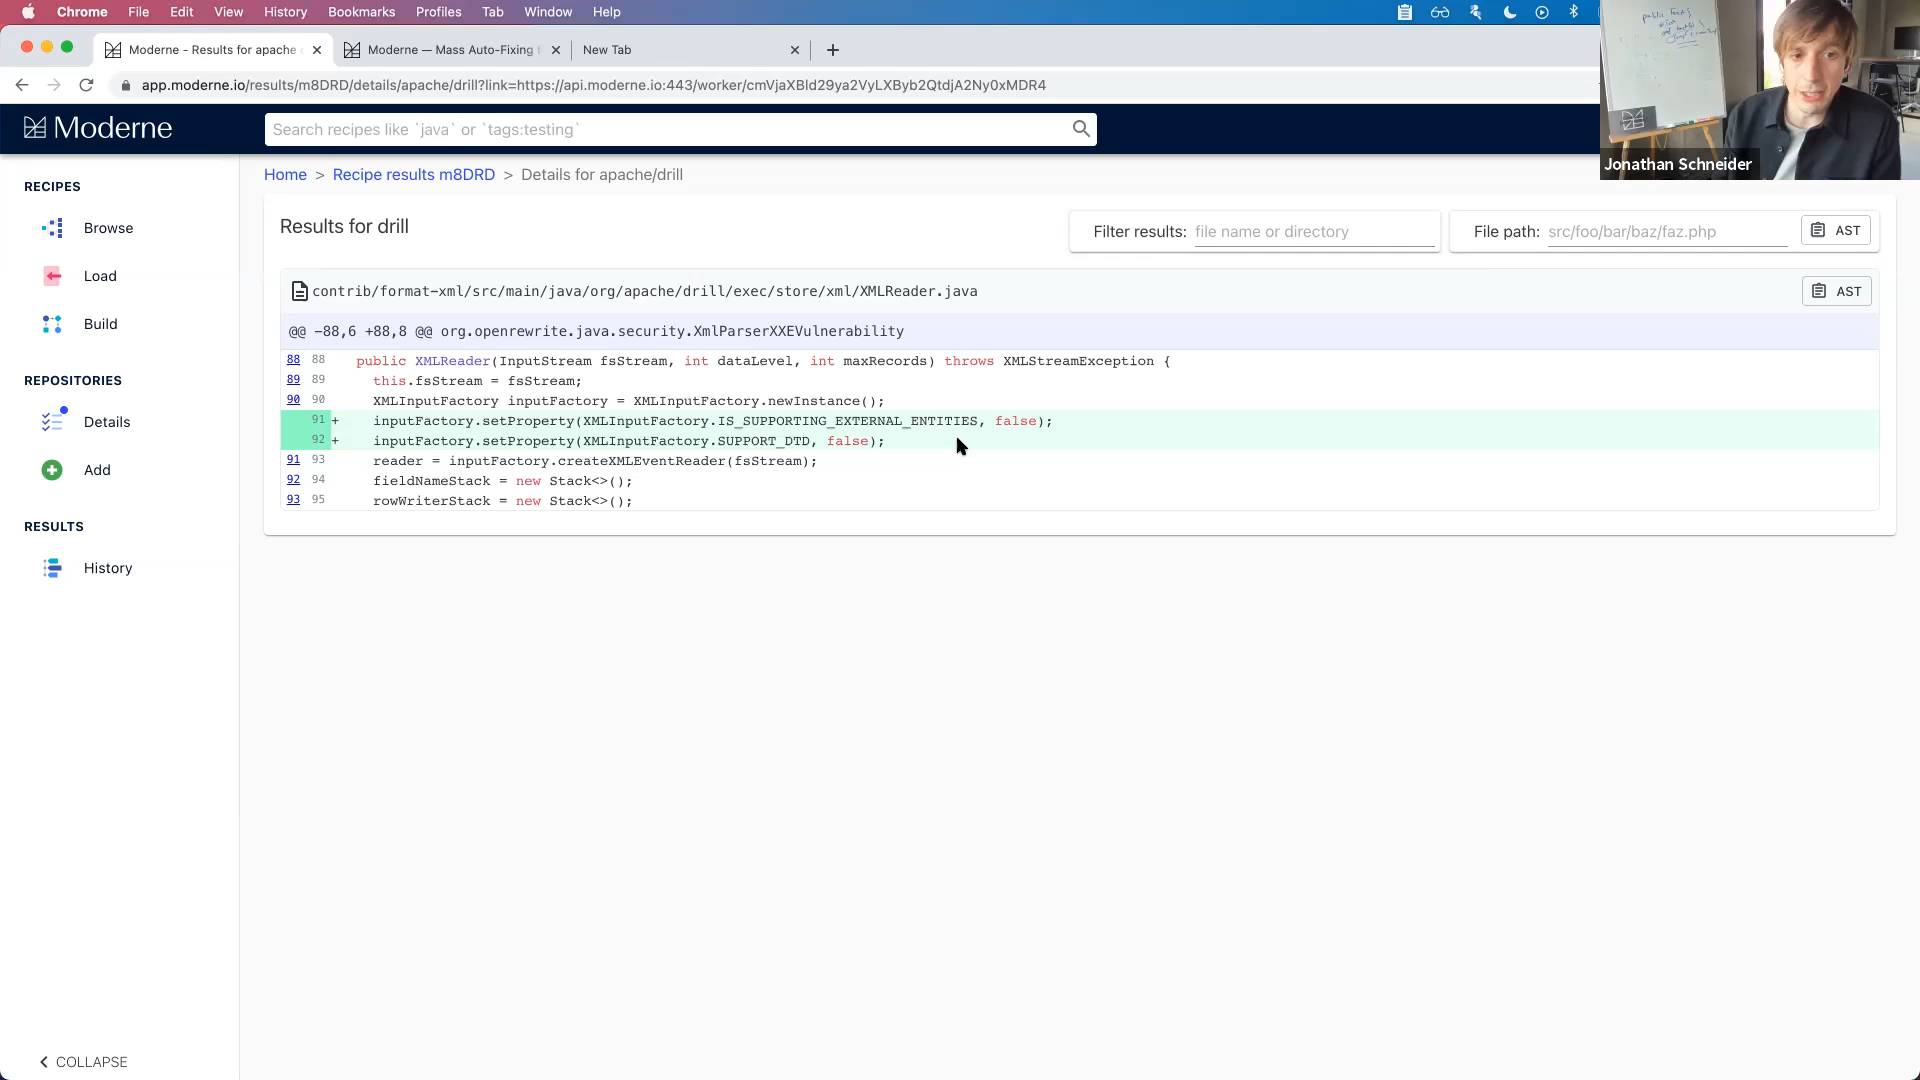 Chrome File Edit View History Bookmarks Profiles Tab Window Help
Moderne - Results for apache
Moderne — Mass Auto-Fixing
New Tab
app.moderne.io/results/m8DRD/details/apache/drill?link=https://api.moderne.io:443/worker/cmVjaXBld29ya2VyLXByb2QtdjA2Ny0xMDR4
Moderne
Search recipes like `java` or `tags:testing`
Jonathan Schneider
RECIPES
Browse
Load
Build
REPOSITORIES
Details
Add
RESULTS
History
COLLAPSE
Home > Recipe results m8DRD > Details for apache/drill
Results for drill
Filter results: file name or directory
File path: src/foo/bar/baz/faz.php
AST
contrib/format-xml/src/main/java/org/apache/drill/exec/store/xml/XMLReader.java
AST
@@ -88,6 +88,8 @@ org.openrewrite.java.security.XmlParserXXEVulnerability
88 88 public XMLReader(InputStream fsStream, int dataLevel, int maxRecords) throws XMLStreamException {
89 89 this.fsStream = fsStream;
90 90 XMLInputFactory inputFactory = XMLInputFactory.newInstance();
91 + inputFactory.setProperty(XMLInputFactory.IS_SUPPORTING_EXTERNAL_ENTITIES, false);
92 + inputFactory.setProperty(XMLInputFactory.SUPPORT_DTD, false);
91 93 reader = inputFactory.createXMLEventReader(fsStream);
92 94 fieldNameStack = new Stack<>();
93 95 rowWriterStack = new Stack<>();